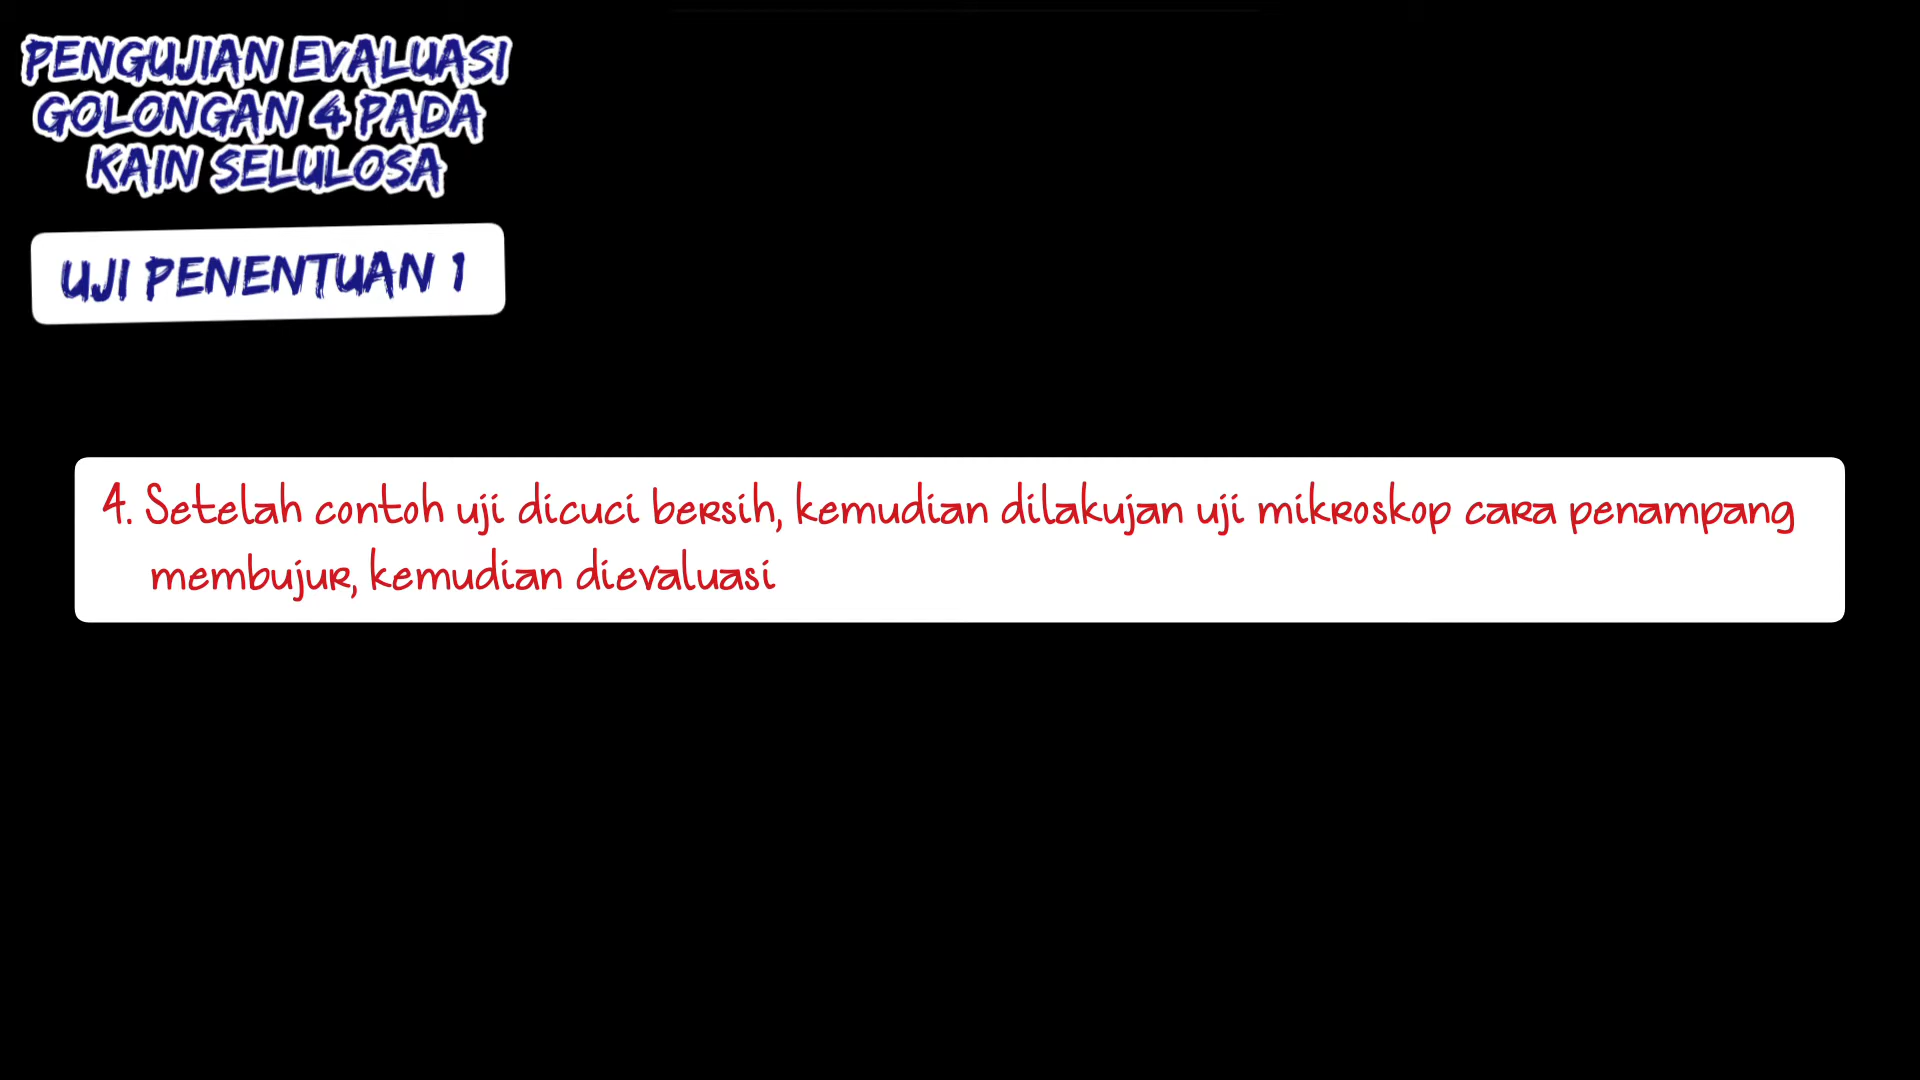 PENGUJIAN EVALUASI
GOLONGAN 4 PADA
KAIN SELULOSA
UJI PENENTUAN 1
4. Setelah contoh uji dicuci bersih, kemudian dilakujan uji mikroskop cara penampang
membujur, kemudian dievaluasi